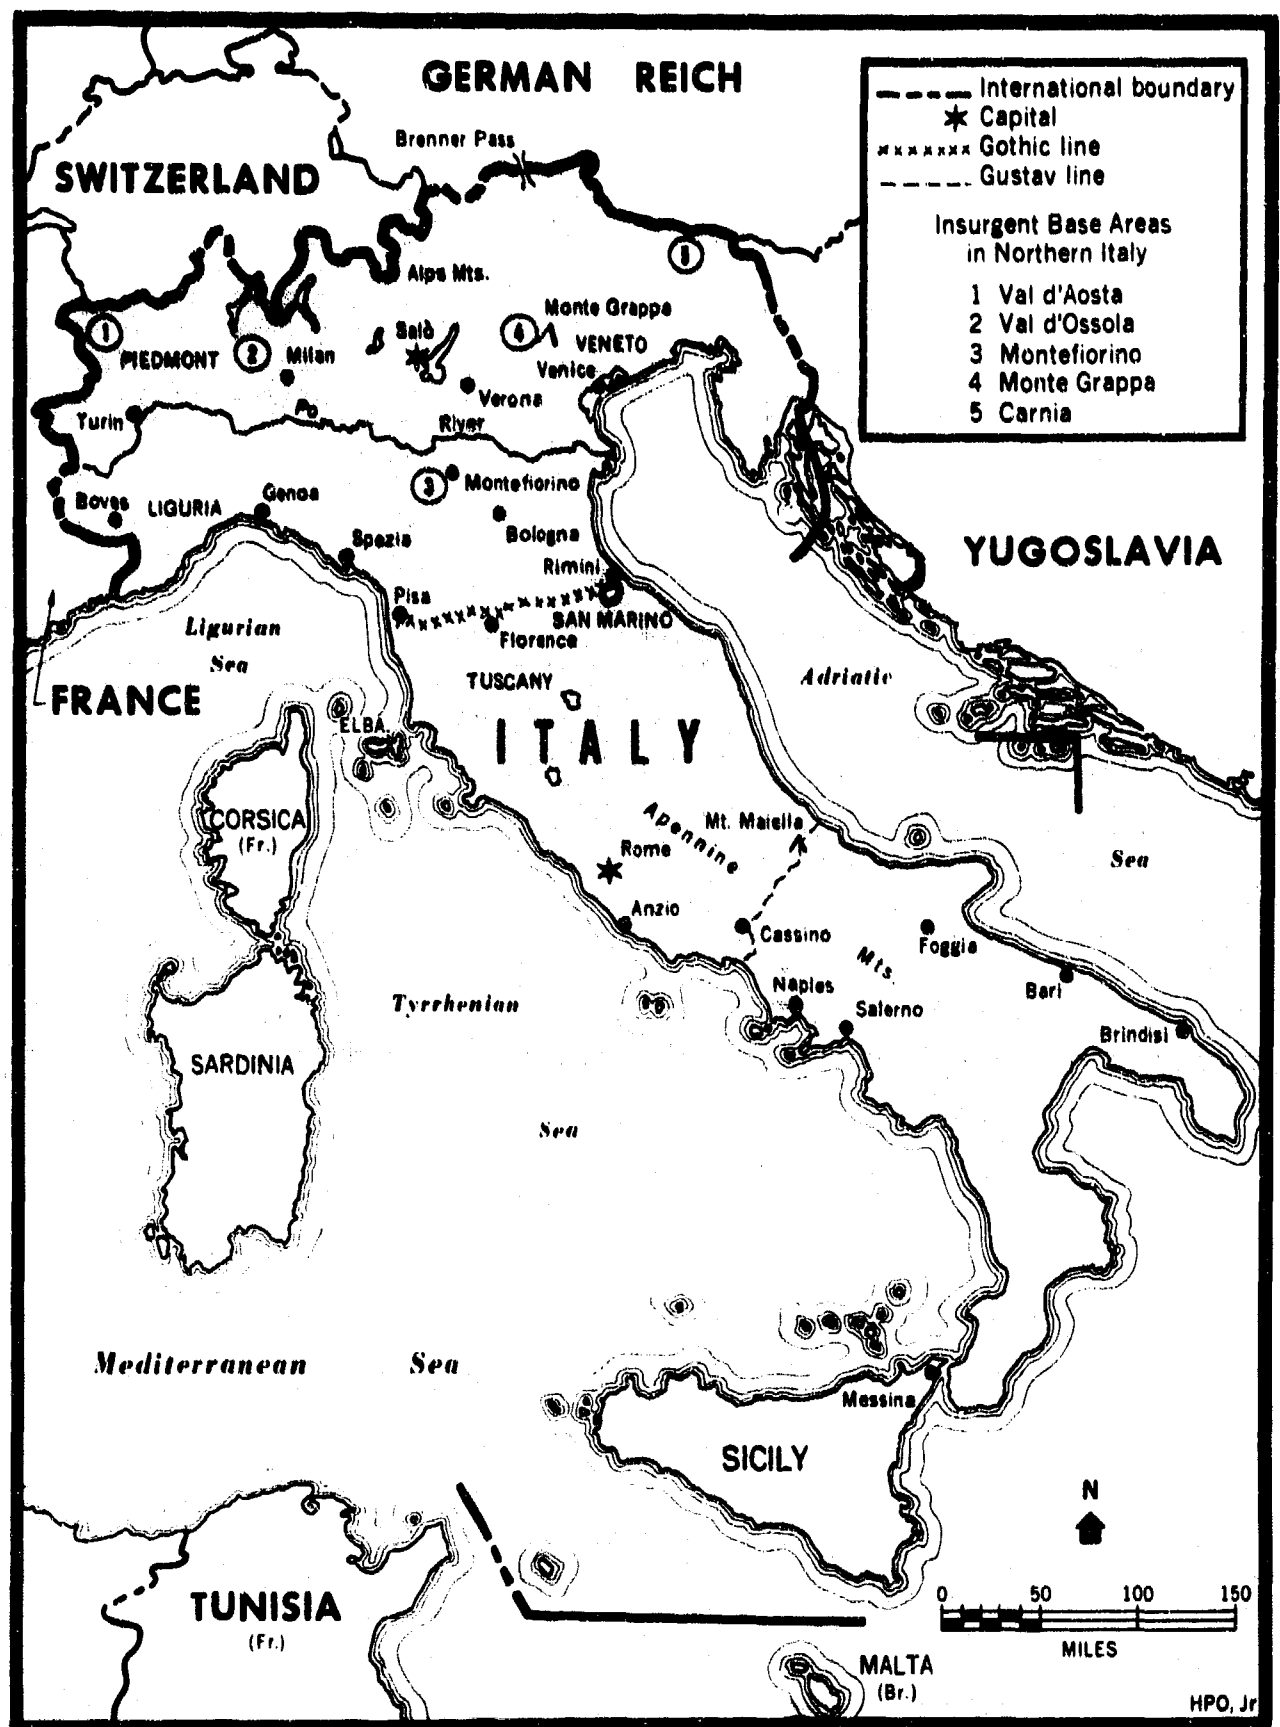 GERMAN REICH
International boundary
Capital
Gothic line
Gustav line
Insurgent Base Areas
in Northern Italy
1 Val d'Aosta
2 Val d'Ossola
3 Montefiorino
4 Monte Grappa
5 Carnia
Brenner Pass
SWITZERLAND
5
Alps Mts.
Monte Grappa
1
PIEDMONT
2
Milan
Salò
4
VENETO
Venice
Verona
Turin
Po
River
3
Montefiorino
Boves
LIGURIA
Genoa
Bologna
Spezia
Rimini
YUGOSLAVIA
Pisa
SAN MARINO
Florence
Ligurian
Sea
TUSCANY
Adriatic
FRANCE
ELBA
ITALY
CORSICA
(Fr.)
Apennine
Mt. Maiella
Rome
Sea
Anzio
Cassino
Foggia
Mts.
Bari
Tyrrhenian
Naples
Salerno
Brindisi
SARDINIA
Sea
Mediterranean Sea
Messina
SICILY
N
TUNISIA
(Fr.)
0 50 100 150
MILES
MALTA
(Br.)
HPO, Jr